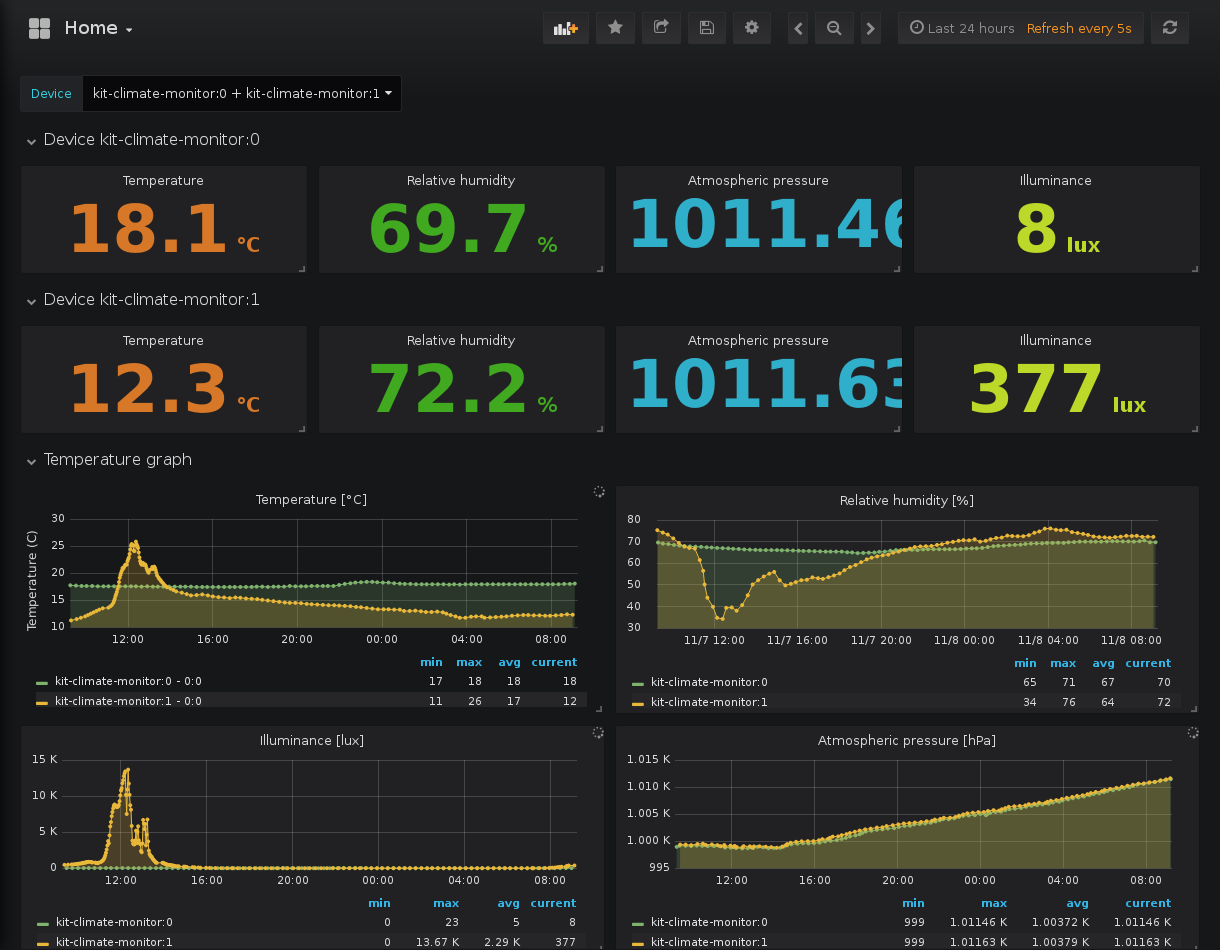 Home
Last 24 hours Refresh every 5s
Device kit-climate-monitor:0 + kit-climate-monitor:1
Device kit-climate-monitor:0
Temperature Relative humidity Atmospheric pressure Illuminance
18.1 °C 69.7 % 1011.46 8 lux
Device kit-climate-monitor:1
Temperature Relative humidity Atmospheric pressure Illuminance
12.3 °C 72.2 % 1011.63 377 lux
Temperature graph
Temperature [°C]
Temperature (C)
30
25
20
15
10
12:00 16:00 20:00 00:00 04:00 08:00
min max avg current
kit-climate-monitor:0 - 0:0 17 18 18 18
kit-climate-monitor:1 - 0:0 11 26 17 12
Relative humidity [%]
80
70
60
50
40
30
11/7 12:00 11/7 16:00 11/7 20:00 11/8 00:00 11/8 04:00 11/8 08:00
min max avg current
kit-climate-monitor:0 65 71 67 70
kit-climate-monitor:1 34 76 64 72
Illuminance [lux]
15 K
10 K
5 K
0
12:00 16:00 20:00 00:00 04:00 08:00
min max avg current
kit-climate-monitor:0 0 23 5 8
kit-climate-monitor:1 0 13.67 K 2.29 K 377
Atmospheric pressure [hPa]
1.015 K
1.010 K
1.005 K
1.000 K
995
12:00 16:00 20:00 00:00 04:00 08:00
min max avg current
kit-climate-monitor:0 999 1.01146 K 1.00372 K 1.01146 K
kit-climate-monitor:1 999 1.01163 K 1.00379 K 1.01163 K